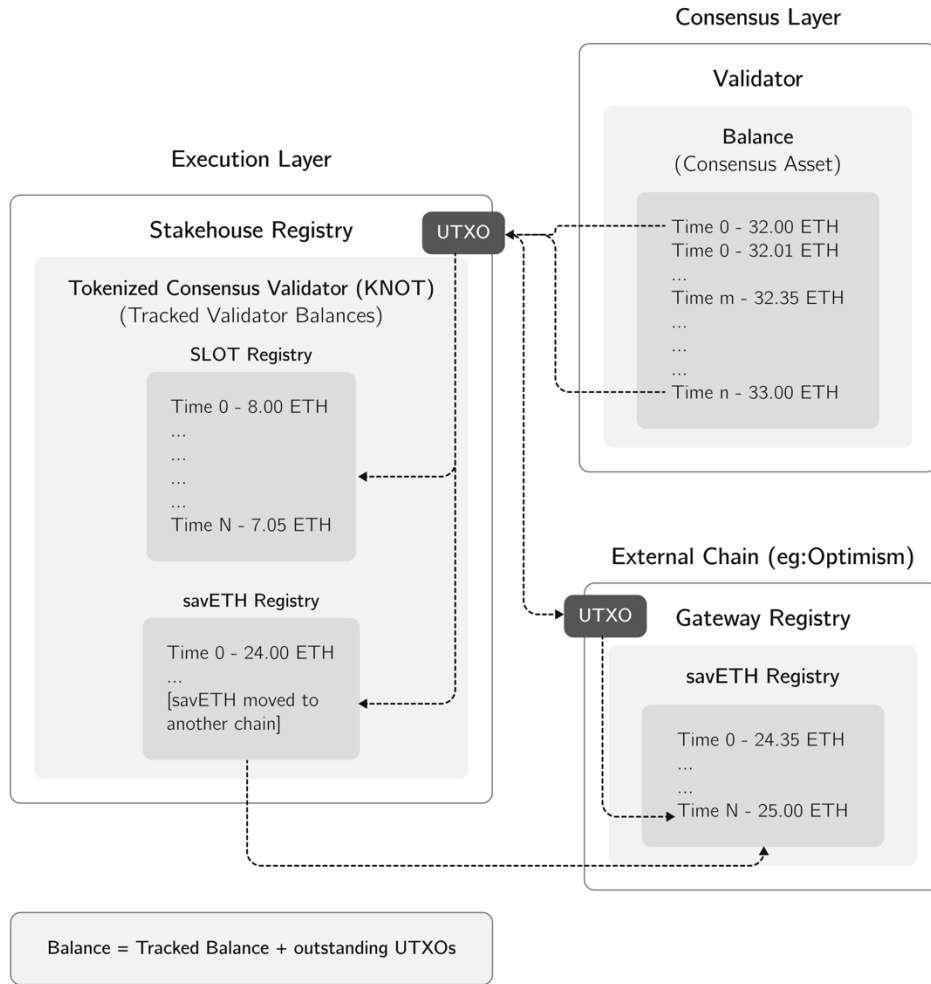 Consensus Layer
Validator
Balance
(Consensus Asset)
Time 0 - 32.00 ETH
Time 0 - 32.01 ETH
...
Time m - 32.35 ETH
...
...
...
Time n - 33.00 ETH
Execution Layer
Stakehouse Registry
UTXO
Tokenized Consensus Validator (KNOT)
(Tracked Validator Balances)
SLOT Registry
Time 0 - 8.00 ETH
...
...
...
...
Time N - 7.05 ETH
savETH Registry
Time 0 - 24.00 ETH
...
[savETH moved to
another chain]
External Chain (eg:Optimism)
UTXO
Gateway Registry
savETH Registry
Time 0 - 24.35 ETH
...
...
Time N - 25.00 ETH
Balance = Tracked Balance + outstanding UTXOs